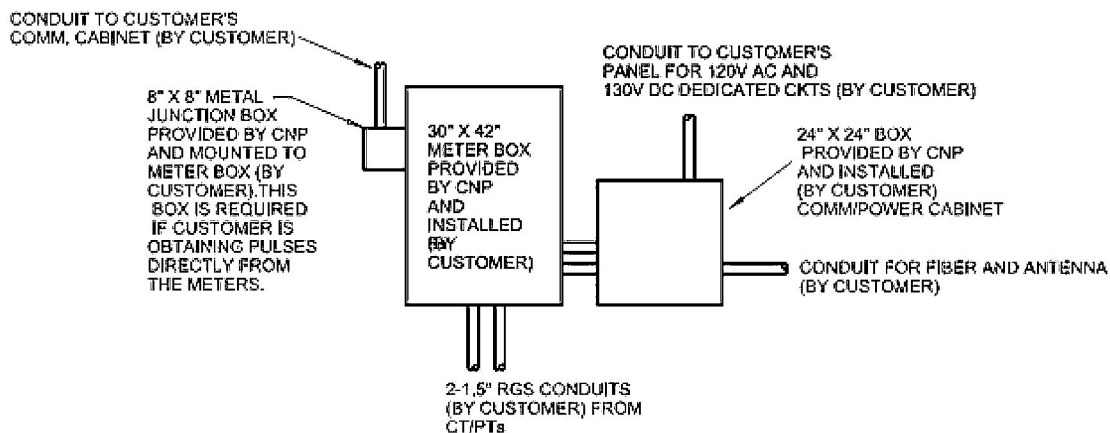 CONDUIT TO CUSTOMER'S
COMM, CABINET (BY CUSTOMER)
8" X 8" METAL
JUNCTION BOX
PROVIDED BY CNP
AND MOUNTED TO
METER BOX (BY
CUSTOMER).THIS
BOX IS REQUIRED
IF CUSTOMER IS
OBTAINING PULSES
DIRECTLY FROM
THE METERS.
30" X 42"
METER BOX
PROVIDED
BY CNP
AND
INSTALLED
(BY
CUSTOMER)
CONDUIT TO CUSTOMER'S
PANEL FOR 120V AC AND
130V DC DEDICATED CKTS (BY CUSTOMER)
24" X 24" BOX
PROVIDED BY CNP
AND INSTALLED
(BY CUSTOMER)
COMM/POWER CABINET
CONDUIT FOR FIBER AND ANTENNA
(BY CUSTOMER)
2-1,5" RGS CONDUITS
(BY CUSTOMER) FROM
CT/PTs